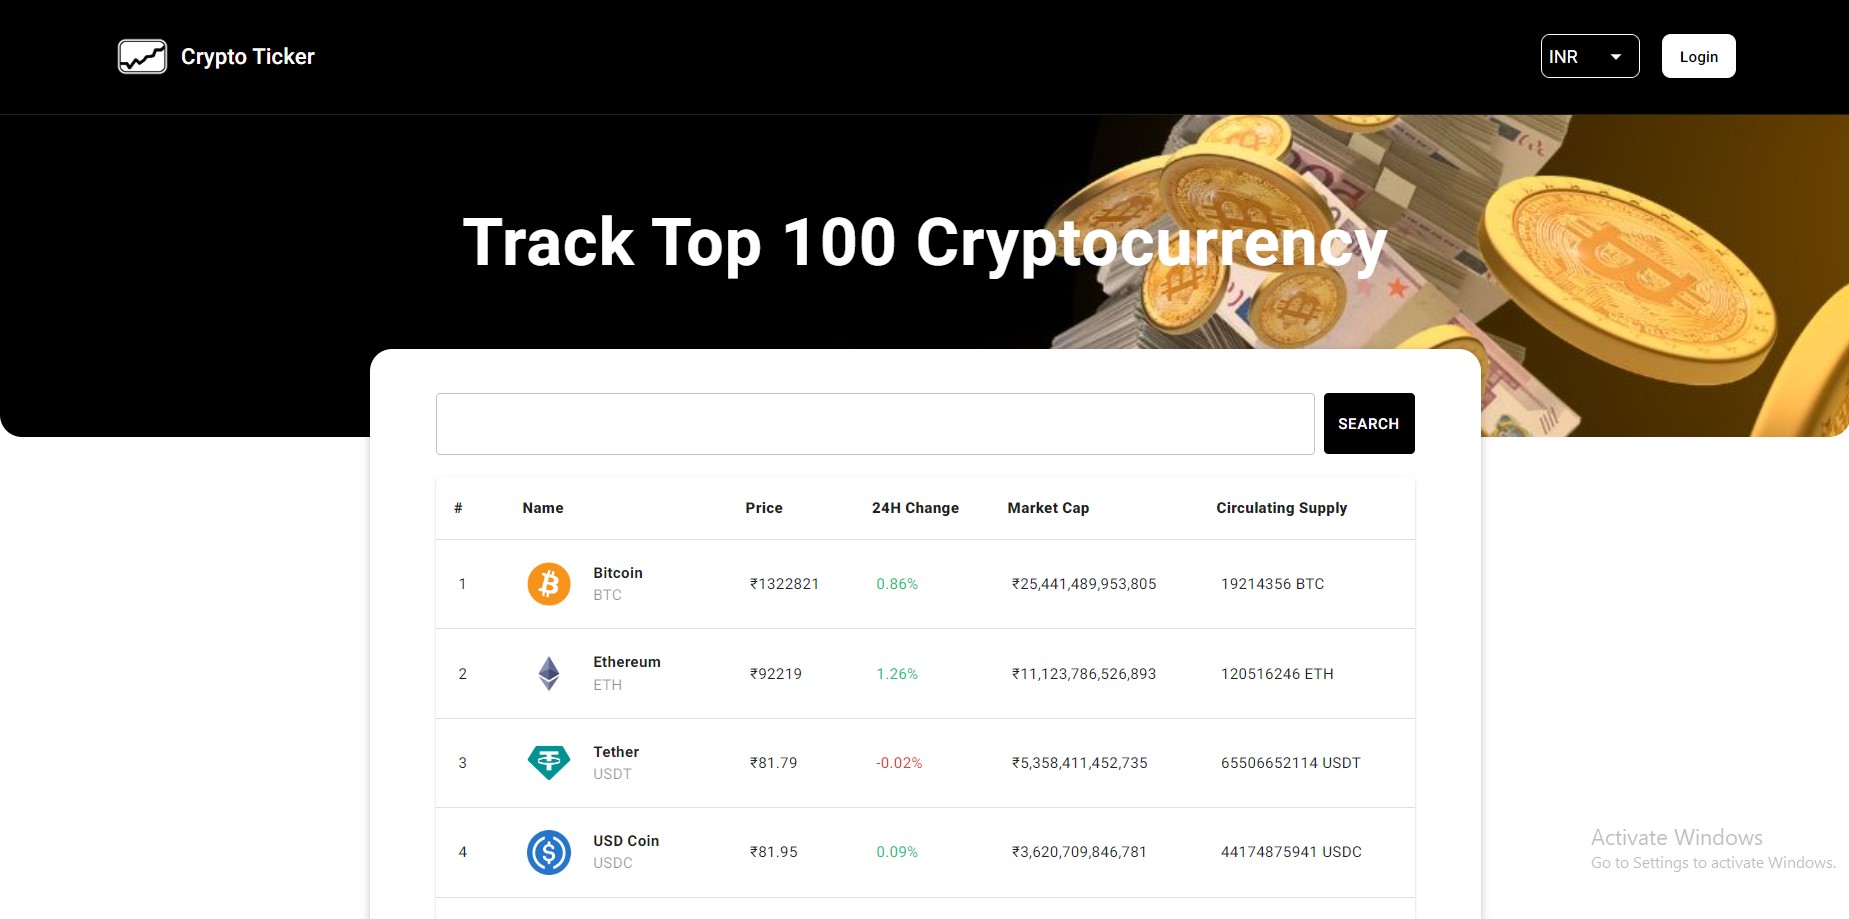 Crypto Ticker
INR
Login
Track Top 100 Cryptocurrency
SEARCH
# Name Price 24H Change Market Cap Circulating Supply
1 Bitcoin BTC ₹1322821 0.86% ₹25,441,489,953,805 19214356 BTC
2 Ethereum ETH ₹92219 1.26% ₹11,123,786,526,893 120516246 ETH
3 Tether USDT ₹81.79 -0.02% ₹5,358,411,452,735 65506652114 USDT
4 USD Coin USDC ₹81.95 0.09% ₹3,620,709,846,781 44174875941 USDC
Activate Windows
Go to Settings to activate Windows.